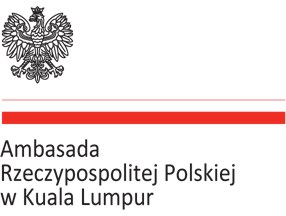 Ambasada
Rzeczypospolitej Polskiej
w Kuala Lumpur